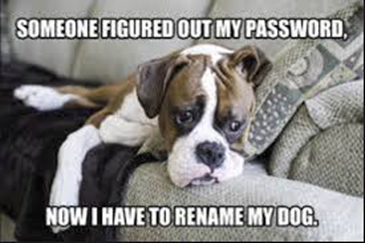 SOMEONE FIGURED OUT MY PASSWORD,
NOW I HAVE TO RENAME MY DOG.